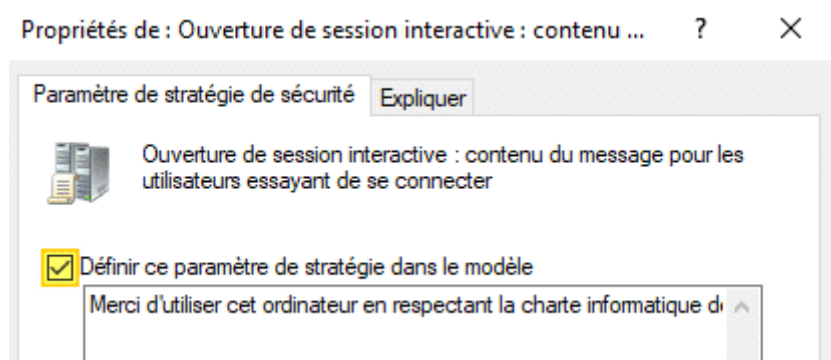 Propriétés de : Ouverture de session interactive : contenu ... ? ×
Paramètre de stratégie de sécurité Expliquer
Ouverture de session interactive : contenu du message pour les
utilisateurs essayant de se connecter
Définir ce paramètre de stratégie dans le modèle
Merci d'utiliser cet ordinateur en respectant la charte informatique